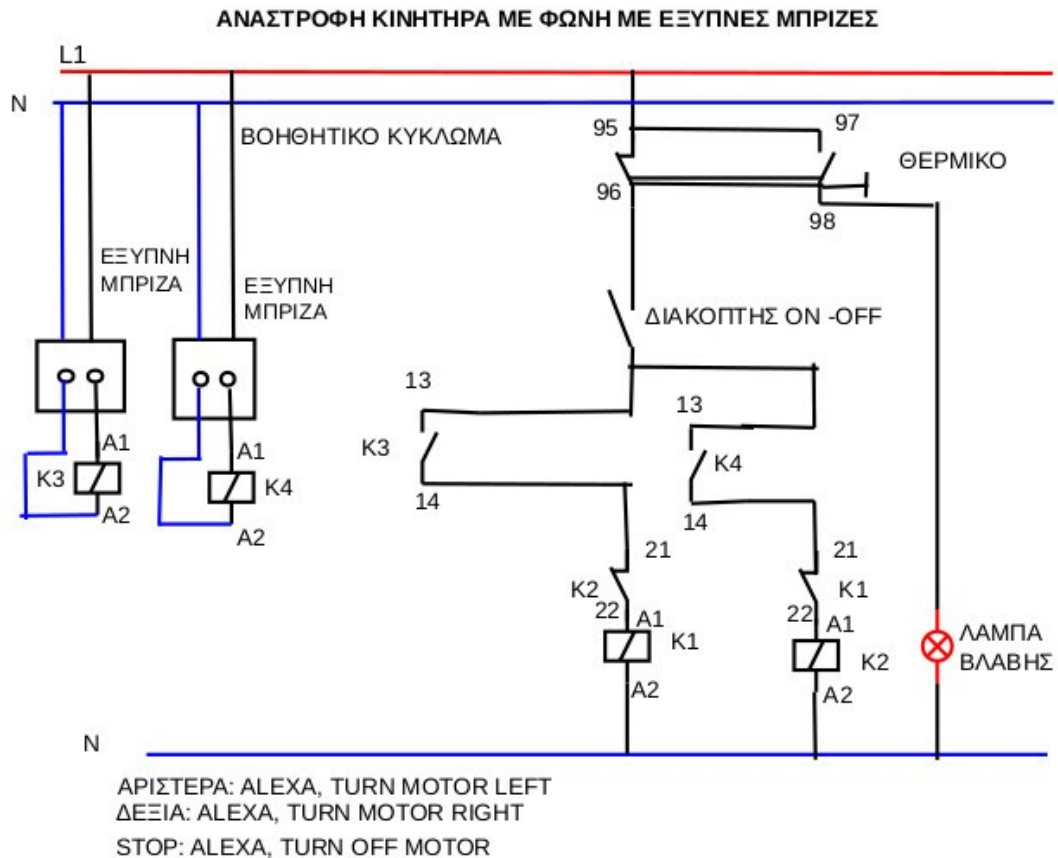 ΑΝΑΣΤΡΟΦΗ ΚΙΝΗΤΗΡΑ ΜΕ ΦΩΝΗ ΜΕ ΕΞΥΠΝΕΣ ΜΠΡΙΖΕΣ
L1
N
ΒΟΗΘΗΤΙΚΟ ΚΥΚΛΩΜΑ
95
97
ΘΕΡΜΙΚΟ
96
98
ΕΞΥΠΝΗ
ΜΠΡΙΖΑ
ΕΞΥΠΝΗ
ΜΠΡΙΖΑ
ΔΙΑΚΟΠΤΗΣ ON -OFF
13
K3
14
13
K4
14
A1
K3
A2
A1
K4
A2
21
K2
22
A1
K1
A2
21
K1
22
A1
K2
A2
ΛΑΜΠΑ
ΒΛΑΒΗΣ
N
ΑΡΙΣΤΕΡΑ: ALEXA, TURN MOTOR LEFT
ΔΕΞΙΑ: ALEXA, TURN MOTOR RIGHT
STOP: ALEXA, TURN OFF MOTOR